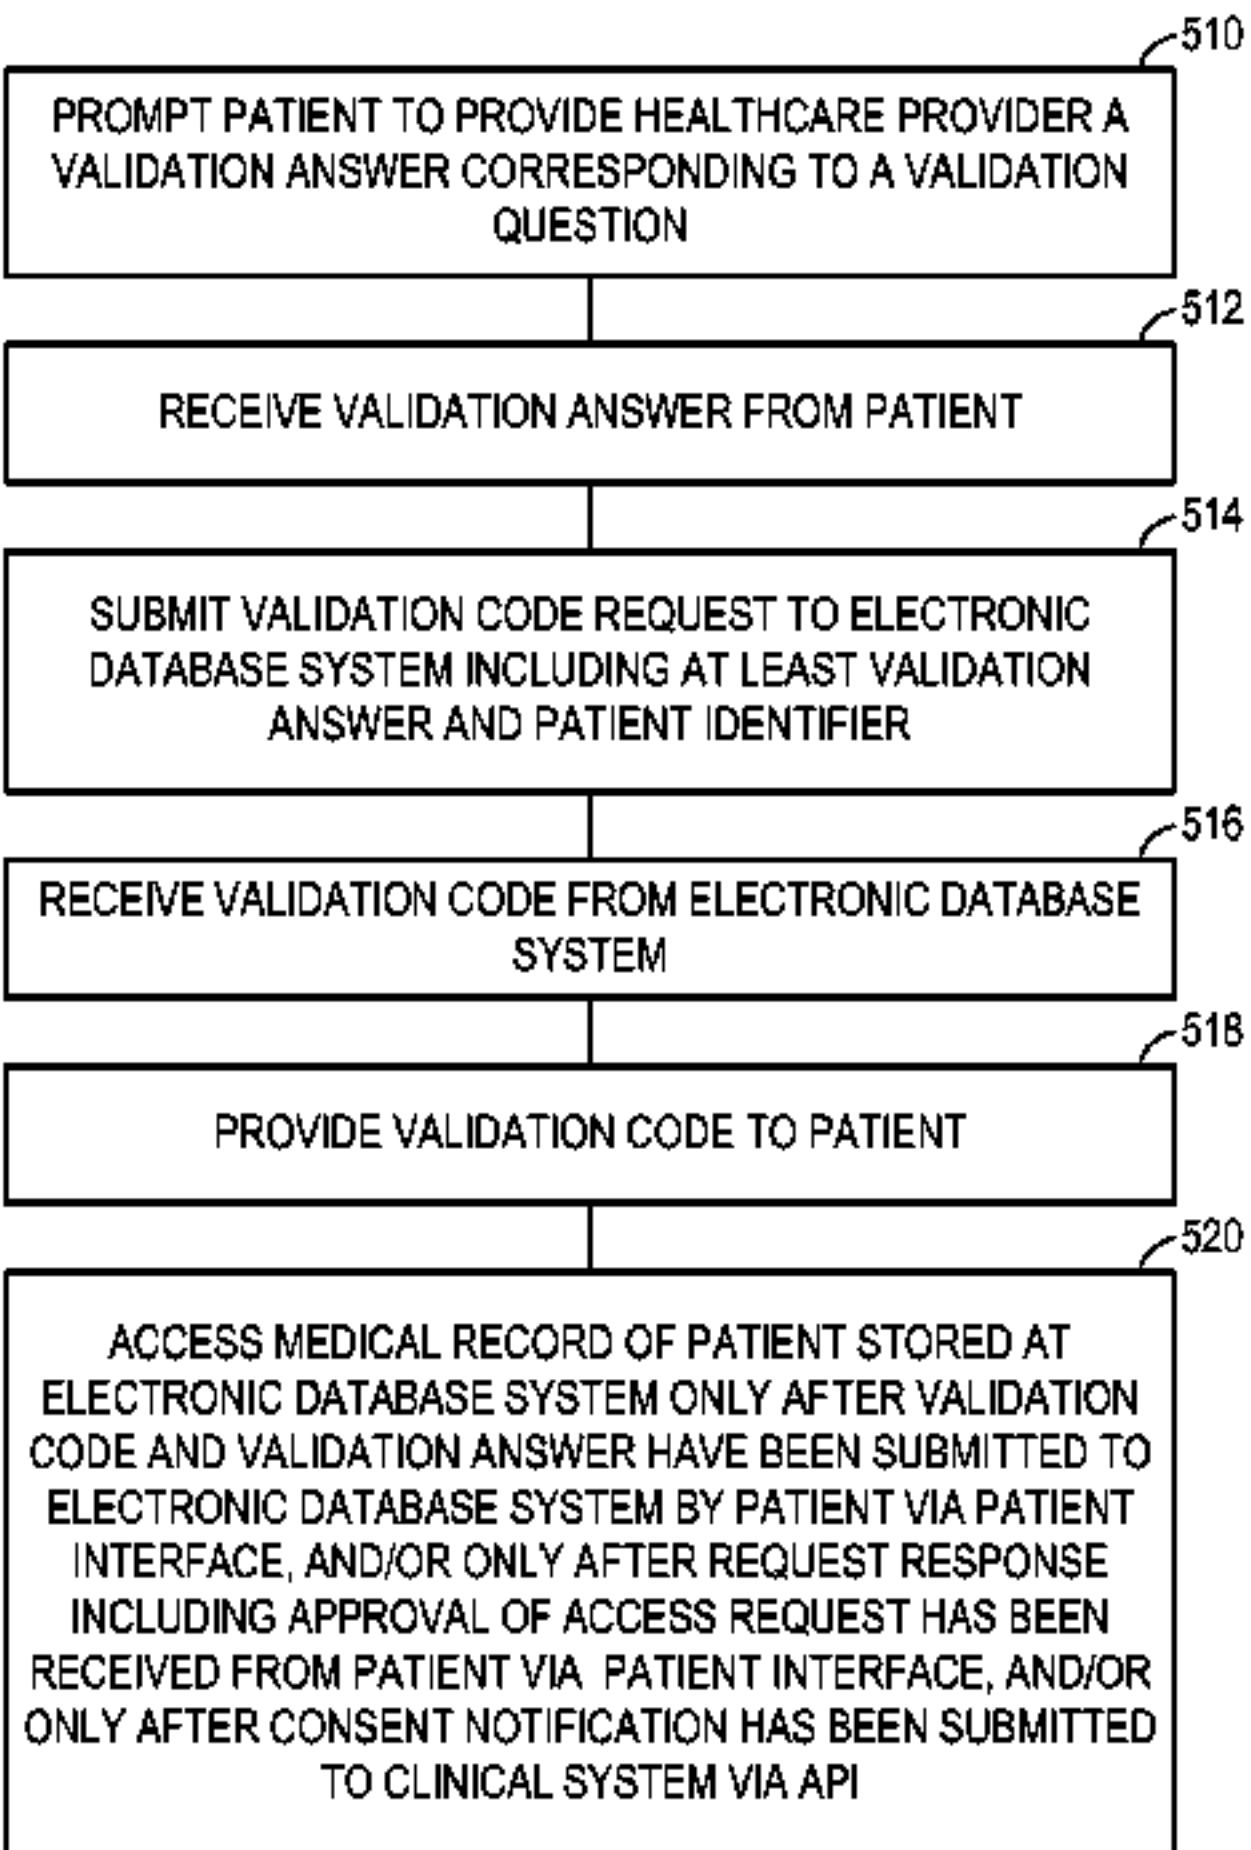 510
PROMPT PATIENT TO PROVIDE HEALTHCARE PROVIDER A
VALIDATION ANSWER CORRESPONDING TO A VALIDATION
QUESTION
512
RECEIVE VALIDATION ANSWER FROM PATIENT
514
SUBMIT VALIDATION CODE REQUEST TO ELECTRONIC
DATABASE SYSTEM INCLUDING AT LEAST VALIDATION
ANSWER AND PATIENT IDENTIFIER
516
RECEIVE VALIDATION CODE FROM ELECTRONIC DATABASE
SYSTEM
518
PROVIDE VALIDATION CODE TO PATIENT
520
ACCESS MEDICAL RECORD OF PATIENT STORED AT
ELECTRONIC DATABASE SYSTEM ONLY AFTER VALIDATION
CODE AND VALIDATION ANSWER HAVE BEEN SUBMITTED TO
ELECTRONIC DATABASE SYSTEM BY PATIENT VIA PATIENT
INTERFACE, AND/OR ONLY AFTER REQUEST RESPONSE
INCLUDING APPROVAL OF ACCESS REQUEST HAS BEEN
RECEIVED FROM PATIENT VIA PATIENT INTERFACE, AND/OR
ONLY AFTER CONSENT NOTIFICATION HAS BEEN SUBMITTED
TO CLINICAL SYSTEM VIA API